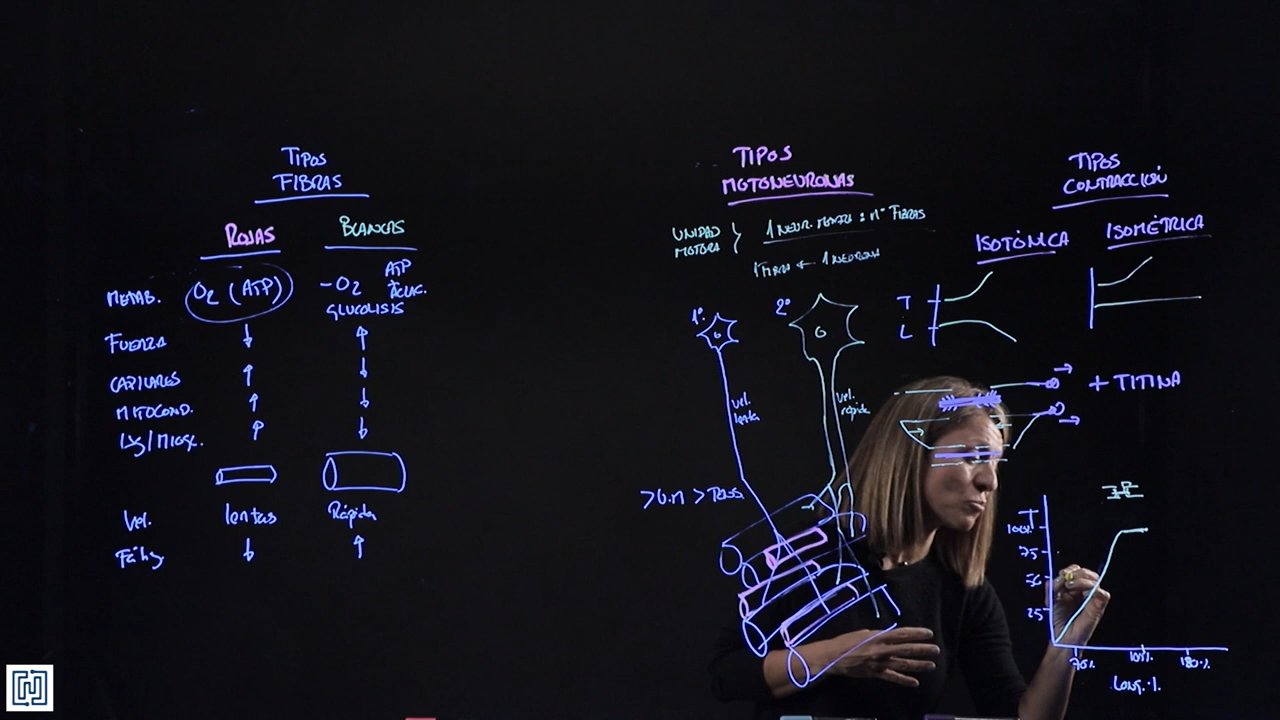 TIPOS
FIBRAS
ROJAS
BLANCAS
METAB.
O2 (ATP)
-O2
ATP
GLUCOLISIS
FUERZA
CAPILARES
MITOCOND.
Vel.
lentas
Rápida
TIPOS
MOTONEURONAS
UNIDAD
MOTORA
1 NEUR. MOTORA : Nº FIBRAS
1 FIBRA ← 1 NEURONA
1º
2º
G
G
vel.
lenta
vel.
rápida
TIPOS
CONTRACCIÓN
ISOTÓNICA
ISOMÉTRICA
T
L
+ TITINA
T
100%
75
50
25
70%
180%
Long. %